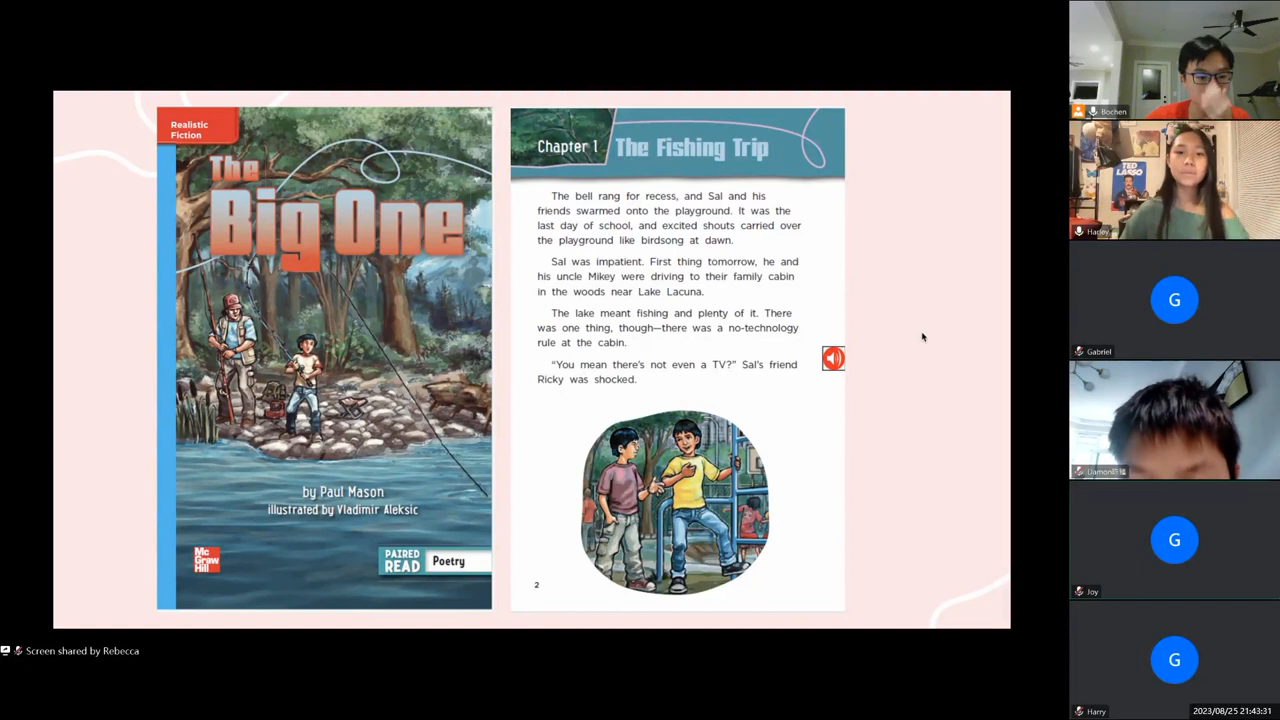 Realistic
Fiction
The
Big One
by Paul Mason
illustrated by Vladimir Aleksic
Mc
Graw
Hill
PAIRED
READ
Poetry
Chapter 1
The Fishing Trip
The bell rang for recess, and Sal and his
friends swarmed onto the playground. It was the
last day of school, and excited shouts carried over
the playground like birdsong at dawn.
Sal was impatient. First thing tomorrow, he and
his uncle Mikey were driving to their family cabin
in the woods near Lake Lacuna.
The lake meant fishing and plenty of it. There
was one thing, though—there was a no-technology
rule at the cabin.
“You mean there’s not even a TV?” Sal’s friend
Ricky was shocked.
2
Screen shared by Rebecca
Bochen
TED
LASSO
Harley
G
Gabriel
G
Joy
G
Harry
2023/08/25 21:43:31